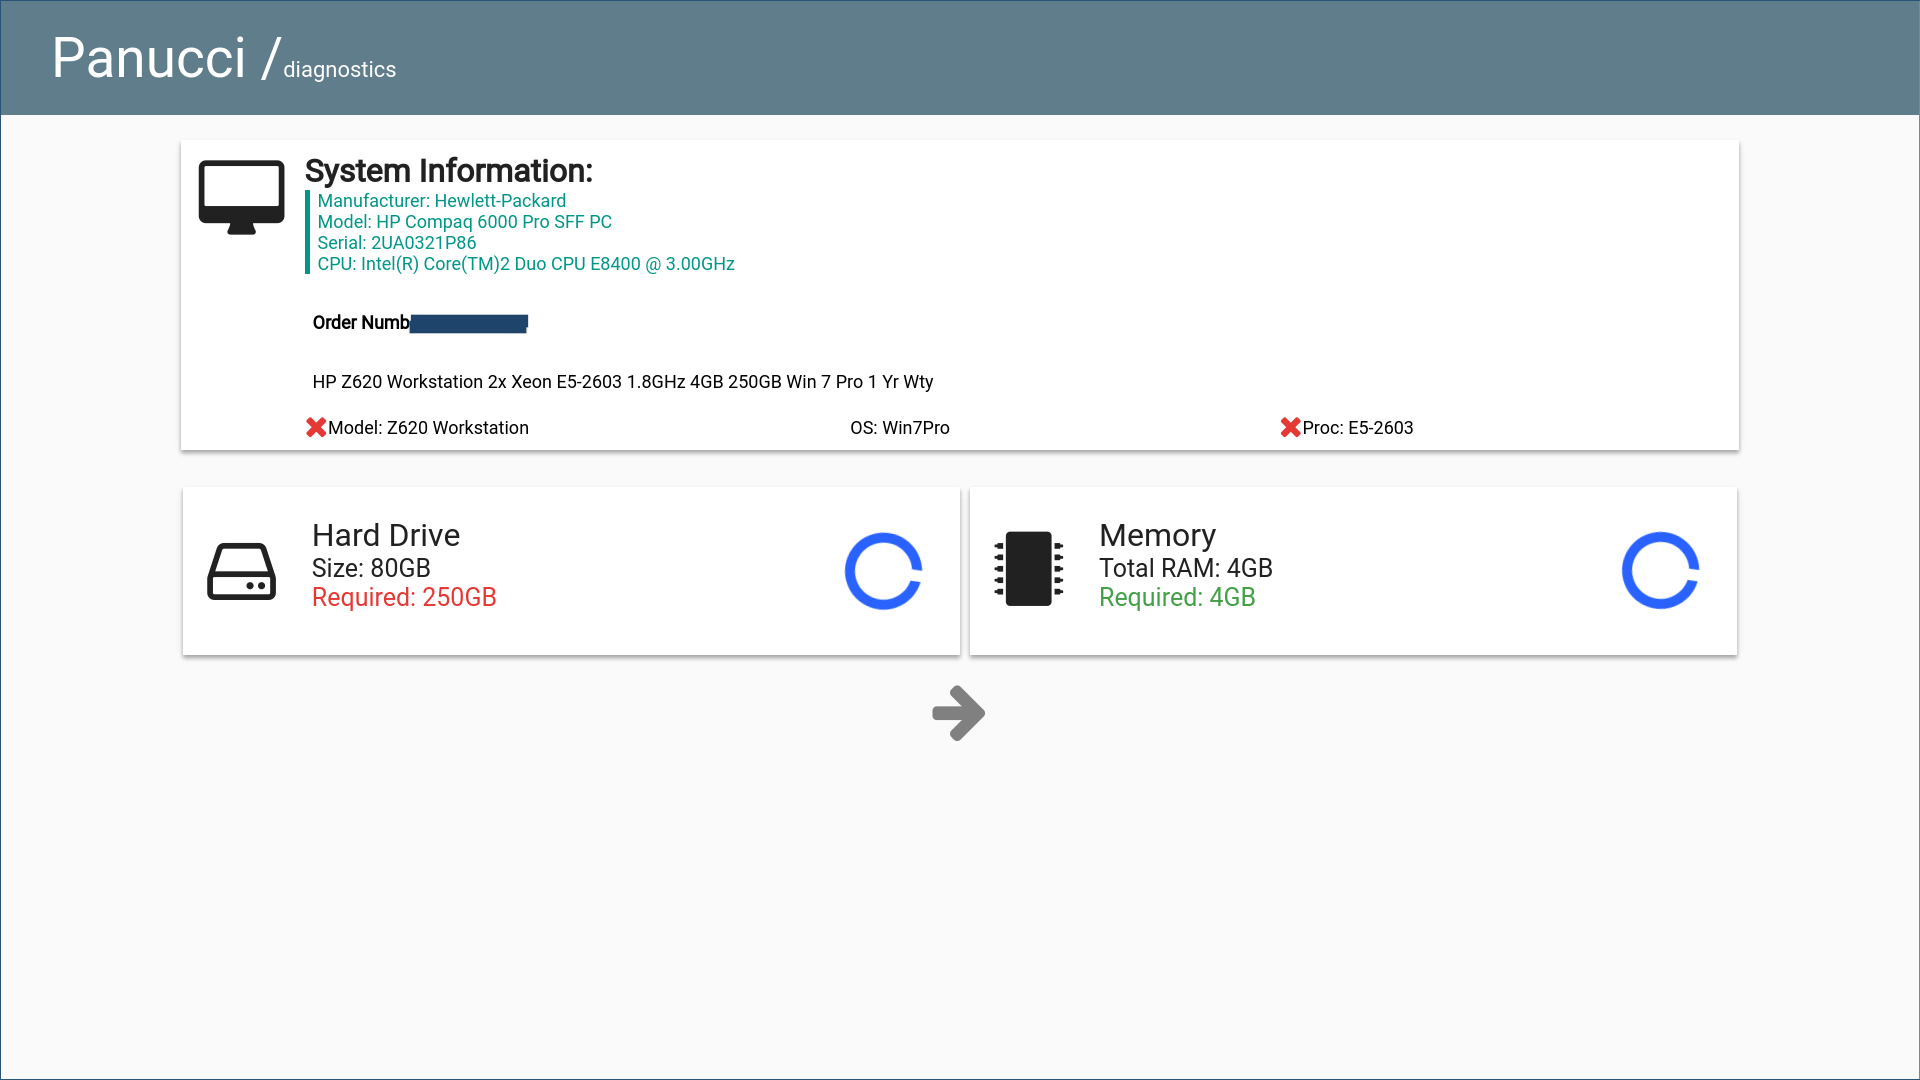 Panucci /diagnostics
System Information:
Manufacturer: Hewlett-Packard
Model: HP Compaq 6000 Pro SFF PC
Serial: 2UA0321P86
CPU: Intel(R) Core(TM)2 Duo CPU E8400 @ 3.00GHz
Order Numb
HP Z620 Workstation 2x Xeon E5-2603 1.8GHz 4GB 250GB Win 7 Pro 1 Yr Wty
Model: Z620 Workstation OS: Win7Pro Proc: E5-2603
Hard Drive
Size: 80GB
Required: 250GB
Memory
Total RAM: 4GB
Required: 4GB